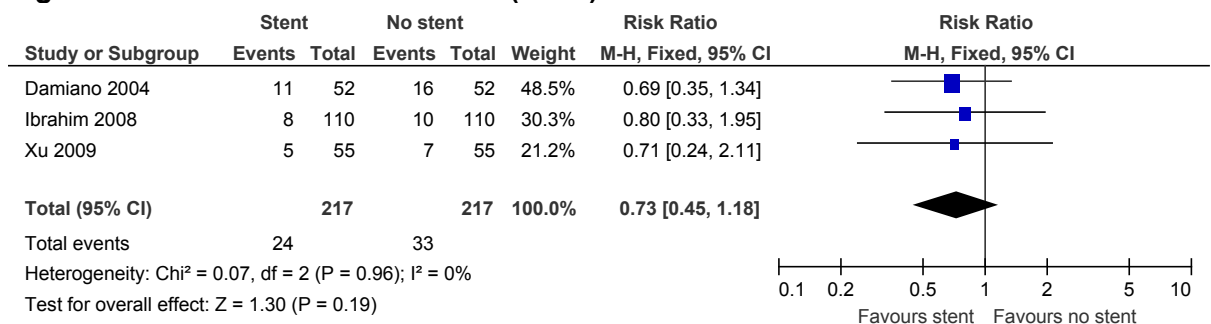 Stent No stent Risk Ratio Risk Ratio
Study or Subgroup Events Total Events Total Weight M-H, Fixed, 95% CI M-H, Fixed, 95% CI
Damiano 2004 11 52 16 52 48.5% 0.69 [0.35, 1.34]
Ibrahim 2008 8 110 10 110 30.3% 0.80 [0.33, 1.95]
Xu 2009 5 55 7 55 21.2% 0.71 [0.24, 2.11]
Total (95% CI) 217 217 100.0% 0.73 [0.45, 1.18]
Total events 24 33
Heterogeneity: Chi² = 0.07, df = 2 (P = 0.96); I² = 0%
Test for overall effect: Z = 1.30 (P = 0.19)
0.1 0.2 0.5 1 2 5 10
Favours stent Favours no stent